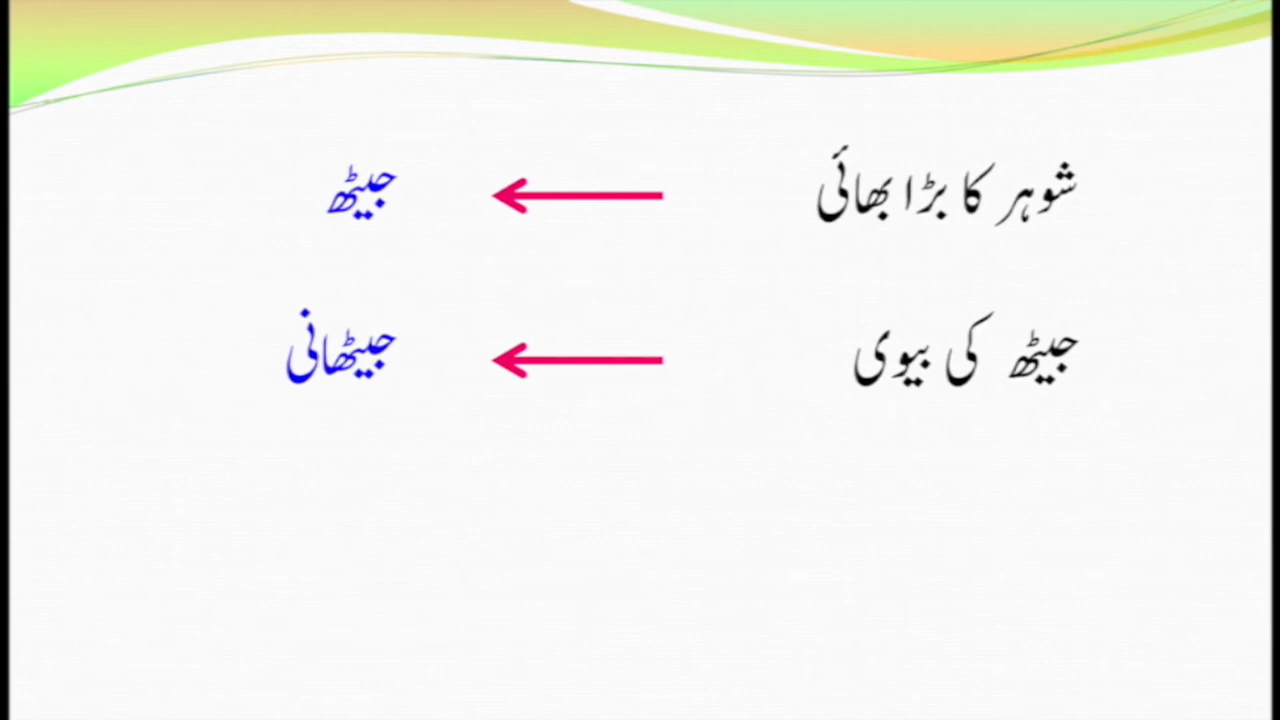 شوہر کا بڑا بھائی ← جیٹھ
جیٹھ کی بیوی ← جیٹھانی